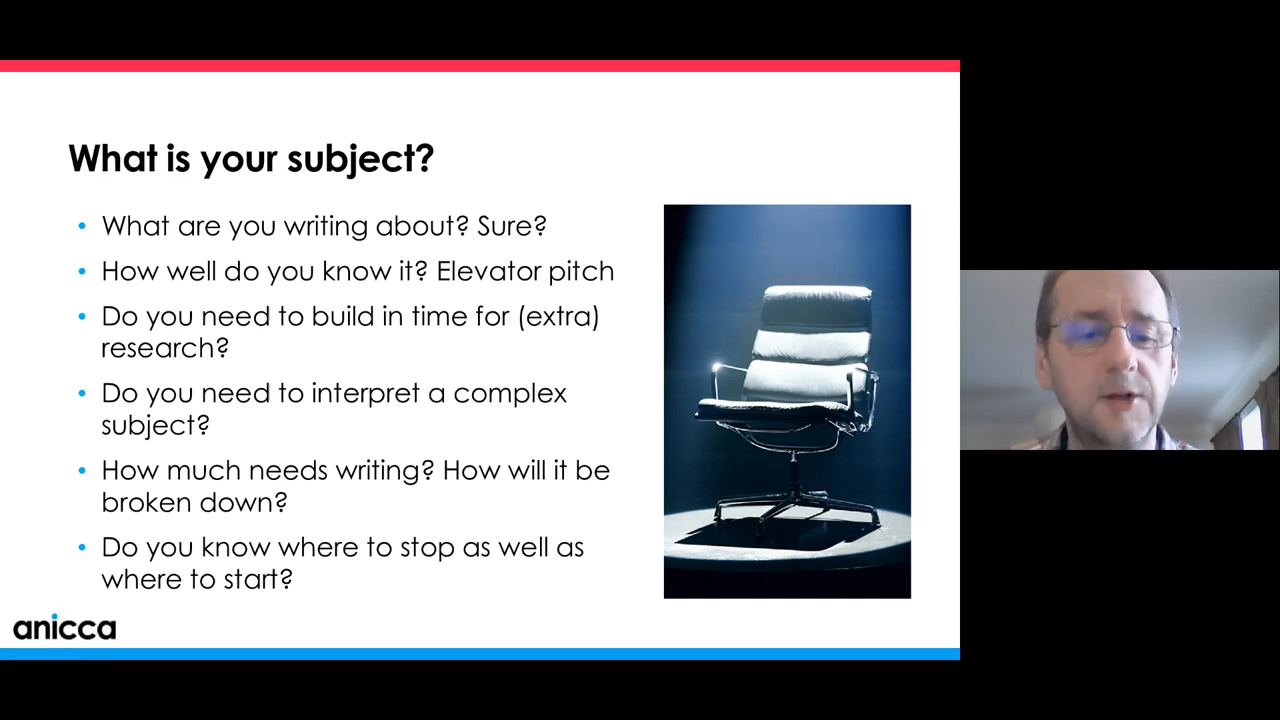 What is your subject?
What are you writing about? Sure?
How well do you know it? Elevator pitch
Do you need to build in time for (extra)
research?
Do you need to interpret a complex
subject?
How much needs writing? How will it be
broken down?
Do you know where to stop as well as
where to start?
anicca